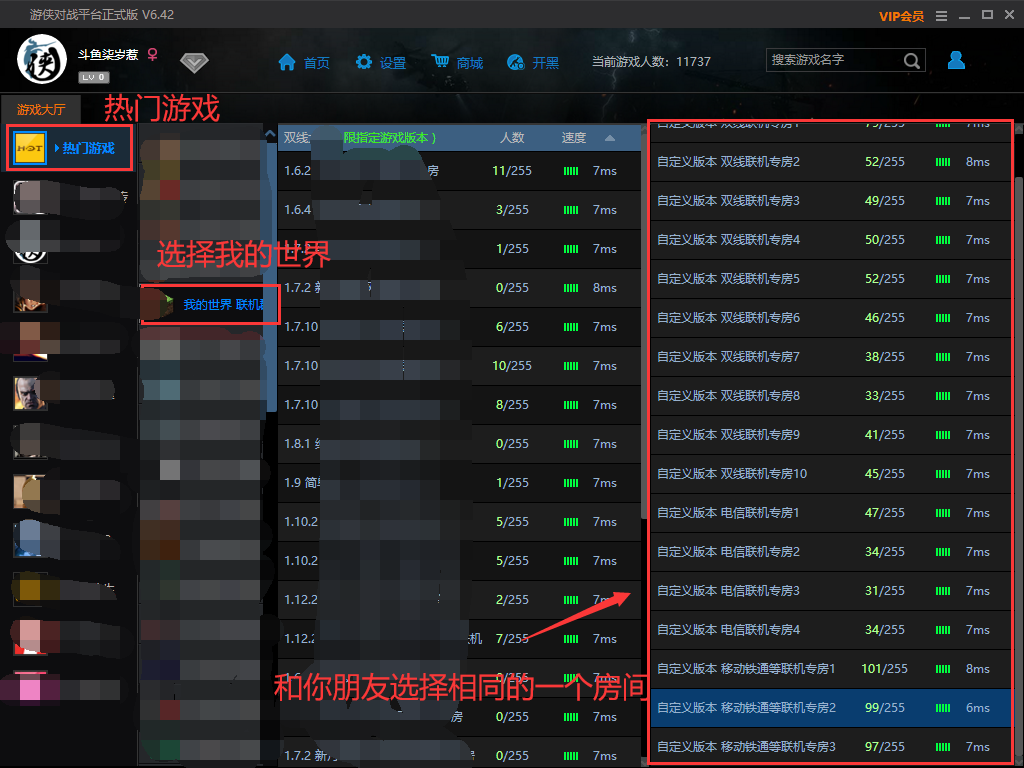 游侠对战平台正式版 V6.42
VIP会员
斗鱼柒岁惹
LV 0
首页
设置
商城
开黑
当前游戏人数: 11737
搜索游戏名字
游戏大厅
热门游戏
HOT
热门游戏
选择我的世界
我的世界 联机
双线
限指定游戏版本 )
人数
速度
1.6.2
房
11/255
7ms
1.6.4
3/255
7ms
1.7.2
1/255
7ms
1.7.2
0/255
8ms
1.7.10
6/255
7ms
1.7.10
10/255
7ms
1.7.10
8/255
7ms
1.8.1
0/255
7ms
1.9 简
1/255
7ms
1.10.2
5/255
7ms
1.10.2
5/255
7ms
1.12.2
2/255
7ms
1.12.2
联机
7/255
7ms
和你朋友选择相同的一个房间
0/255
7ms
房
0/255
7ms
1.7.2
0/255
7ms
自定义版本 双线联机专房1
73/255
7ms
自定义版本 双线联机专房2
52/255
8ms
自定义版本 双线联机专房3
49/255
7ms
自定义版本 双线联机专房4
50/255
7ms
自定义版本 双线联机专房5
52/255
7ms
自定义版本 双线联机专房6
46/255
7ms
自定义版本 双线联机专房7
38/255
7ms
自定义版本 双线联机专房8
33/255
7ms
自定义版本 双线联机专房9
41/255
7ms
自定义版本 双线联机专房10
45/255
7ms
自定义版本 电信联机专房1
47/255
7ms
自定义版本 电信联机专房2
34/255
7ms
自定义版本 电信联机专房3
31/255
7ms
自定义版本 电信联机专房4
34/255
7ms
自定义版本 移动铁通等联机专房1
101/255
8ms
自定义版本 移动铁通等联机专房2
99/255
6ms
自定义版本 移动铁通等联机专房3
97/255
7ms